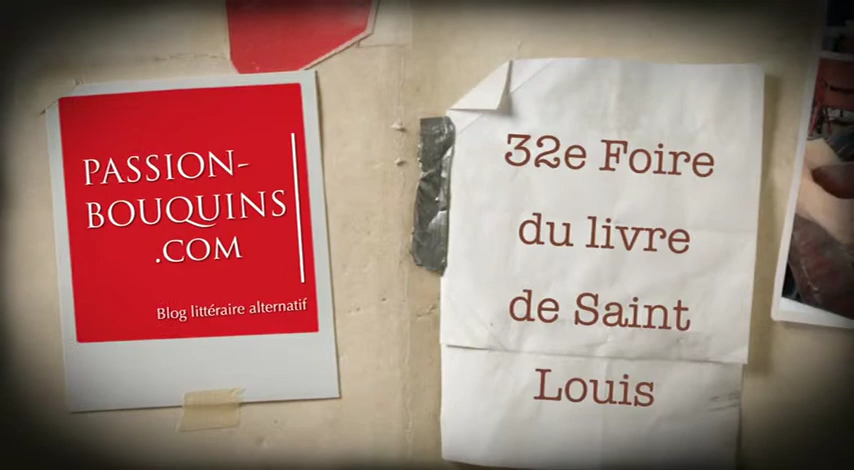 PASSION-
BOUQUINS
.COM
Blog littéraire alternatif
32e Foire
du livre
de Saint
Louis